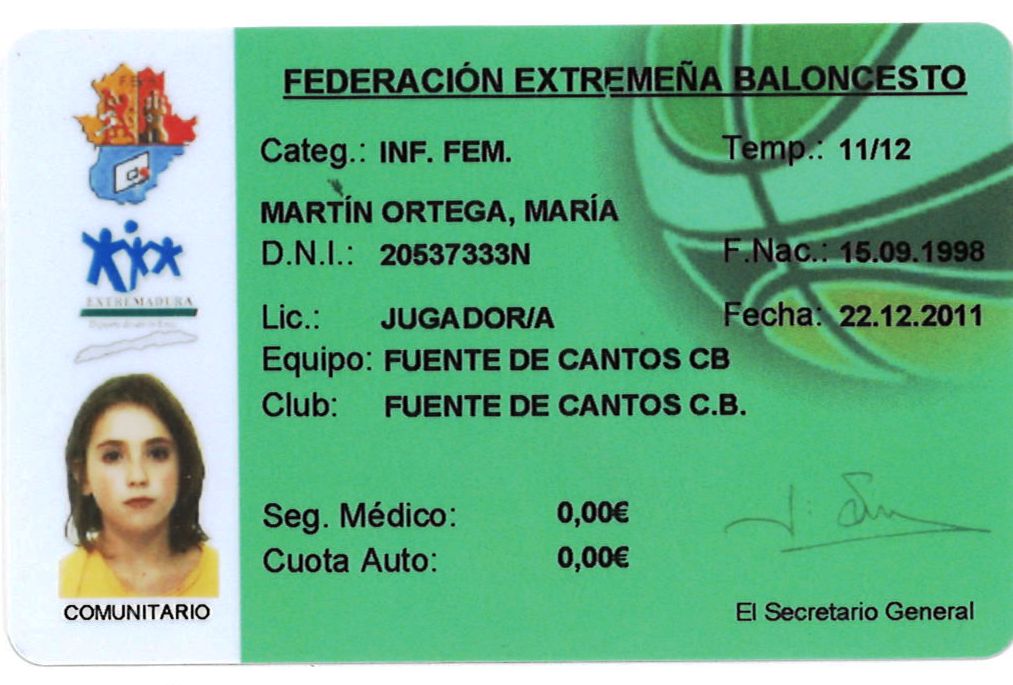 FEDERACIÓN EXTREMEÑA BALONCESTO
Categ.: INF. FEM. Temp.: 11/12
MARTÍN ORTEGA, MARÍA
D.N.I.: 20537333N F.Nac.: 15.09.1998
Lic.: JUGADOR/A Fecha: 22.12.2011
Equipo: FUENTE DE CANTOS CB
Club: FUENTE DE CANTOS C.B.
Seg. Médico: 0,00€
Cuota Auto: 0,00€
El Secretario General
EXTREMADURA
COMUNITARIO